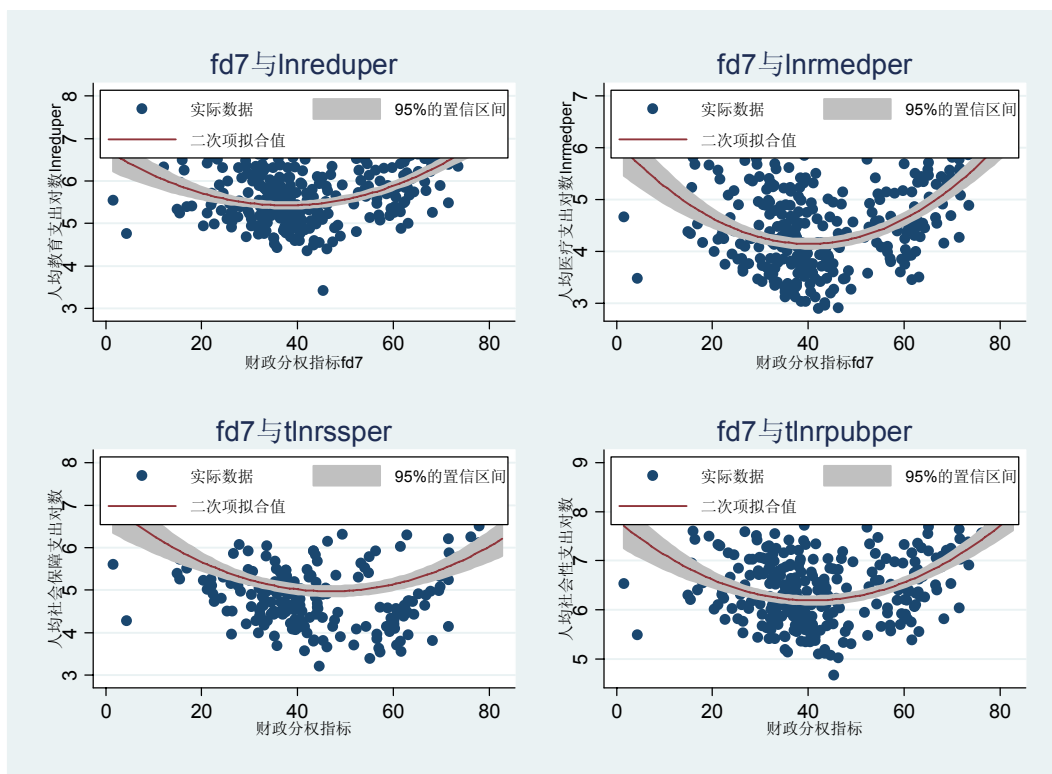 fd7与lnreduper
实际数据 95%的置信区间
二次项拟合值
人均教育支出对数lnreduper
8
7
6
5
4
3
0 20 40 60 80
财政分权指标fd7
fd7与lnrmedper
实际数据 95%的置信区间
二次项拟合值
人均医疗支出对数lnrmedper
7
6
5
4
3
0 20 40 60 80
财政分权指标fd7
fd7与tlnrssper
实际数据 95%的置信区间
二次项拟合值
人均社会保障支出对数
8
7
6
5
4
3
0 20 40 60 80
财政分权指标
fd7与tlnrpubper
实际数据 95%的置信区间
二次项拟合值
人均社会性支出对数
9
8
7
6
5
0 20 40 60 80
财政分权指标